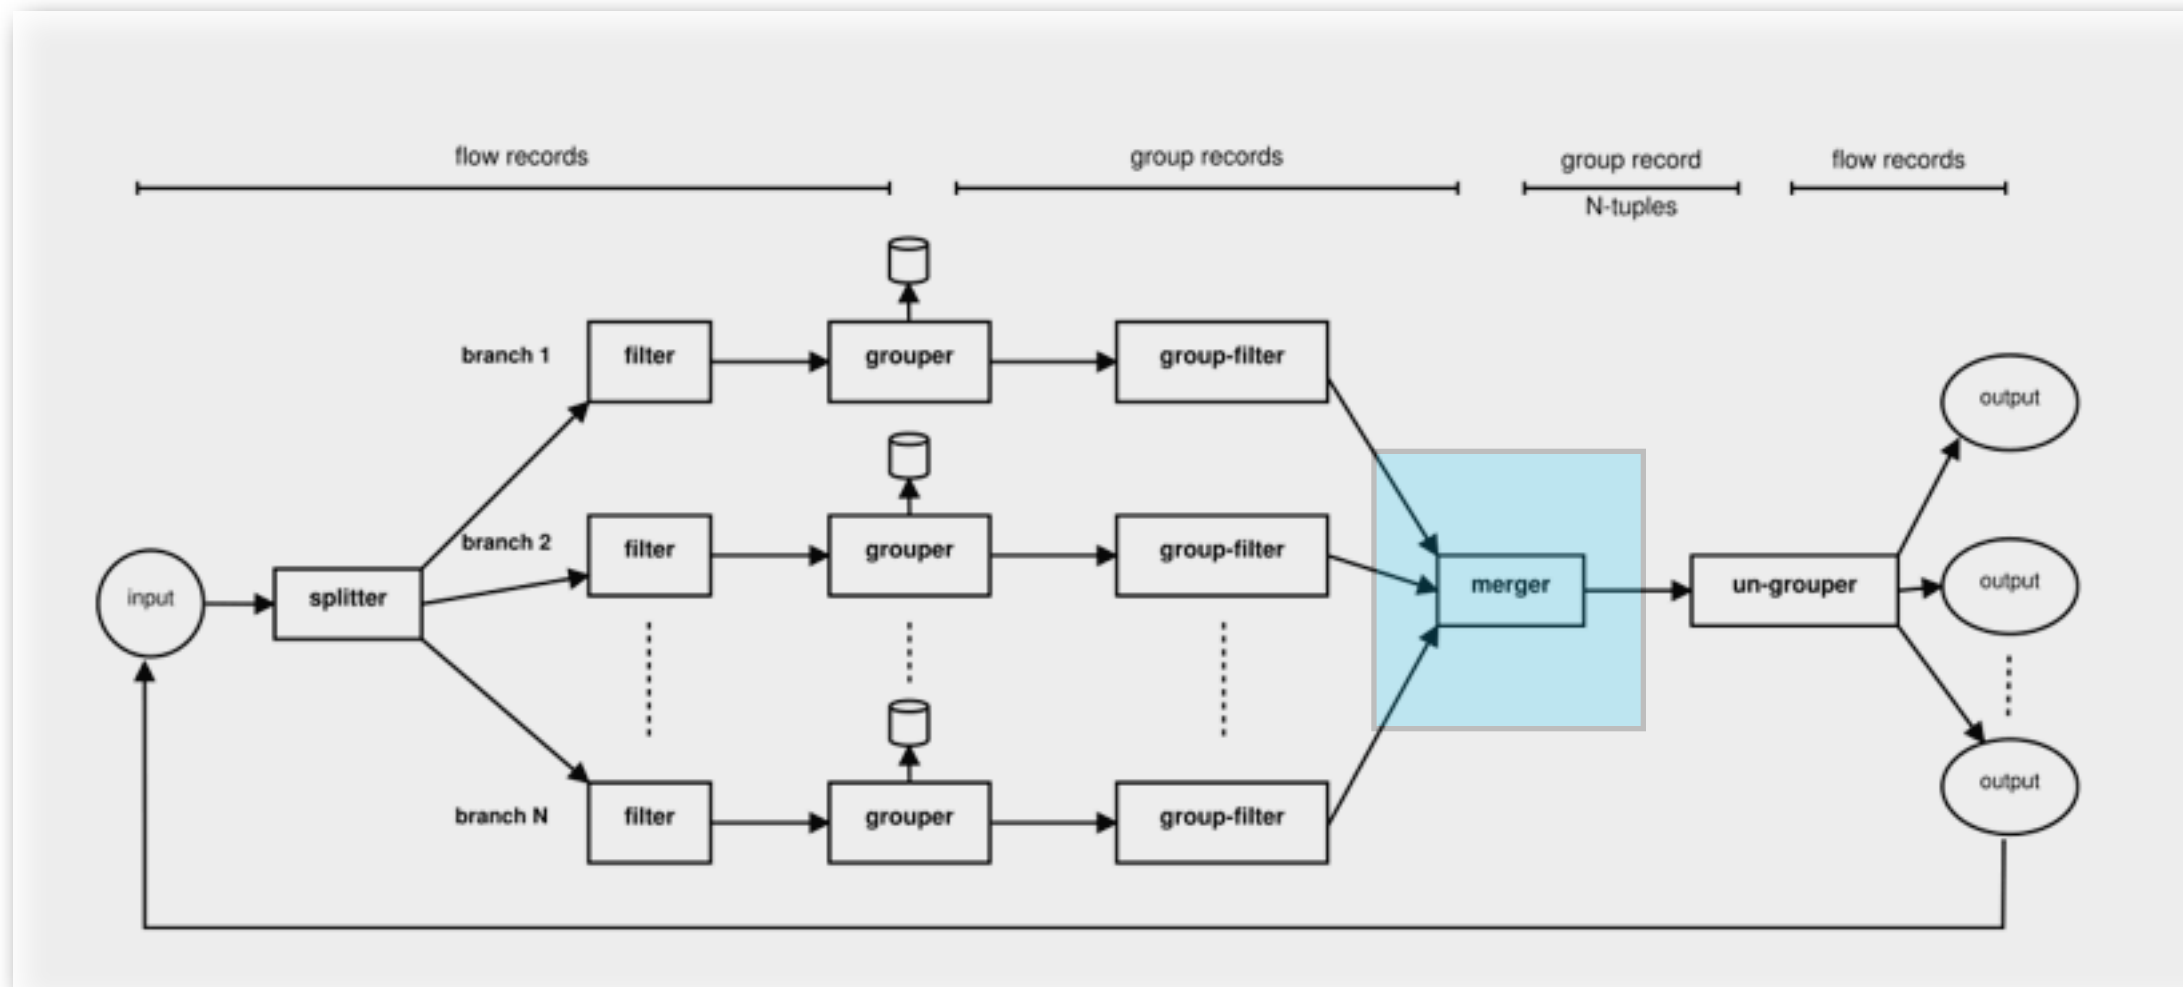 flow records
group records
group record
N-tuples
flow records
branch 1
filter
grouper
group-filter
output
branch 2
filter
grouper
group-filter
input
splitter
merger
un-grouper
output
branch N
filter
grouper
group-filter
output